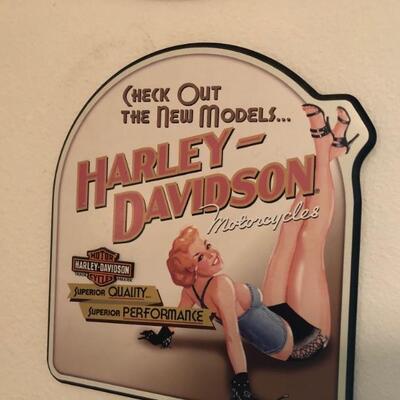 CHECK OUT
THE NEW MODELS...
HARLEY-
DAVIDSON®
Motorcycles
MOTOR
HARLEY-DAVIDSON
CYCLES
SUPERIOR QUALITY...
SUPERIOR PERFORMANCE